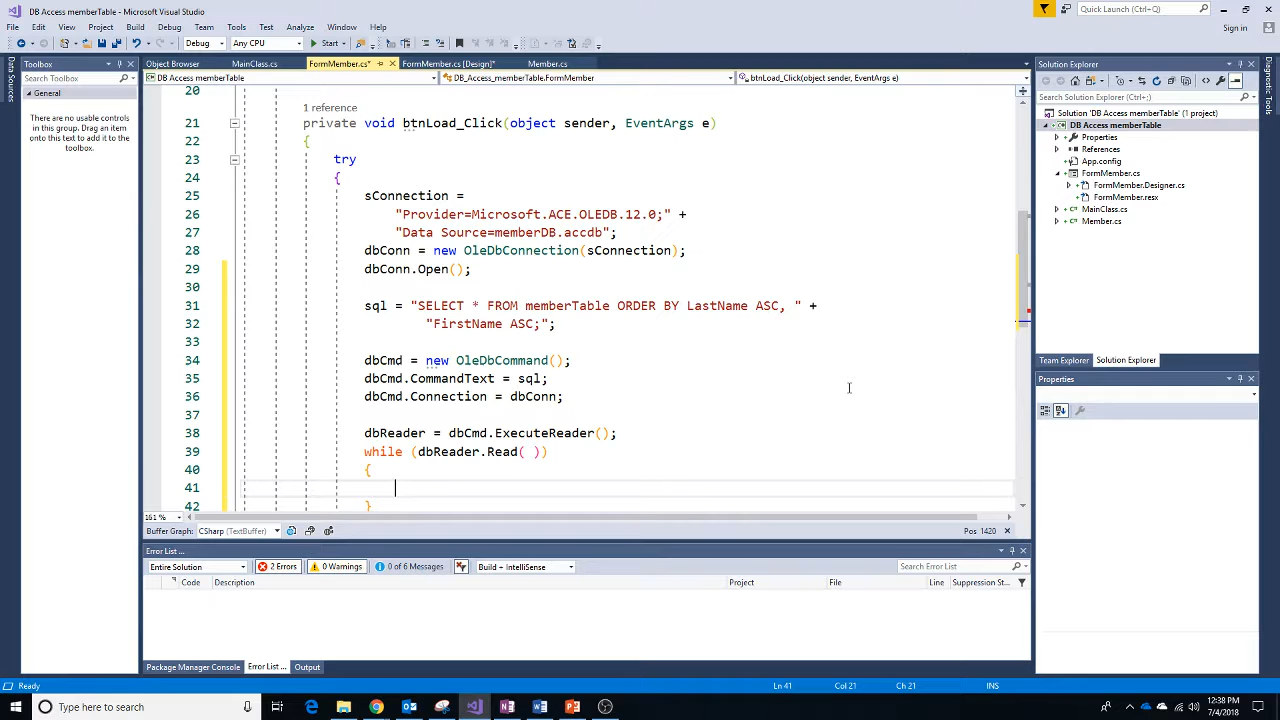 DB Access memberTable - Microsoft Visual Studio
Quick Launch (Ctrl+Q)
File Edit View Project Build Debug Team Tools Test Analyze Window Help
Sign in
Debug Any CPU Start
Data Sources
Toolbox
Search Toolbox
General
There are no usable controls
in this group. Drag an item
onto this text to add it to the
toolbox.
Object Browser MainClass.cs FormMember.cs* FormMember.cs [Design]* Member.cs
DB Access memberTable DB_Access_memberTable.FormMember btnLoad_Click(object sender, EventArgs e)
20
1 reference
21 private void btnLoad_Click(object sender, EventArgs e)
22 {
23 try
24 {
25 sConnection =
26 "Provider=Microsoft.ACE.OLEDB.12.0;" +
27 "Data Source=memberDB.accdb";
28 dbConn = new OleDbConnection(sConnection);
29 dbConn.Open();
30
31 sql = "SELECT * FROM memberTable ORDER BY LastName ASC, " +
32 "FirstName ASC;";
33
34 dbCmd = new OleDbCommand();
35 dbCmd.CommandText = sql;
36 dbCmd.Connection = dbConn;
37
38 dbReader = dbCmd.ExecuteReader();
39 while (dbReader.Read( ))
40 {
41
42 }
161 %
Buffer Graph: CSharp (TextBuffer) Pos 1420
Error List ...
Entire Solution 2 Errors 0 Warnings 0 of 6 Messages Build + IntelliSense Search Error List
Code Description Project File Line Suppression St...
Package Manager Console Error List ... Output
Solution Explorer
Search Solution Explorer (Ctrl+;)
Solution 'DB Access memberTable' (1 project)
DB Access memberTable
Properties
References
App.config
FormMember.cs
FormMember.Designer.cs
FormMember.resx
MainClass.cs
Member.cs
Team Explorer Solution Explorer
Properties
Diagnostic Tools
Ready Ln 41 Col 21 Ch 21 INS
Type here to search
12:38 PM
7/4/2018